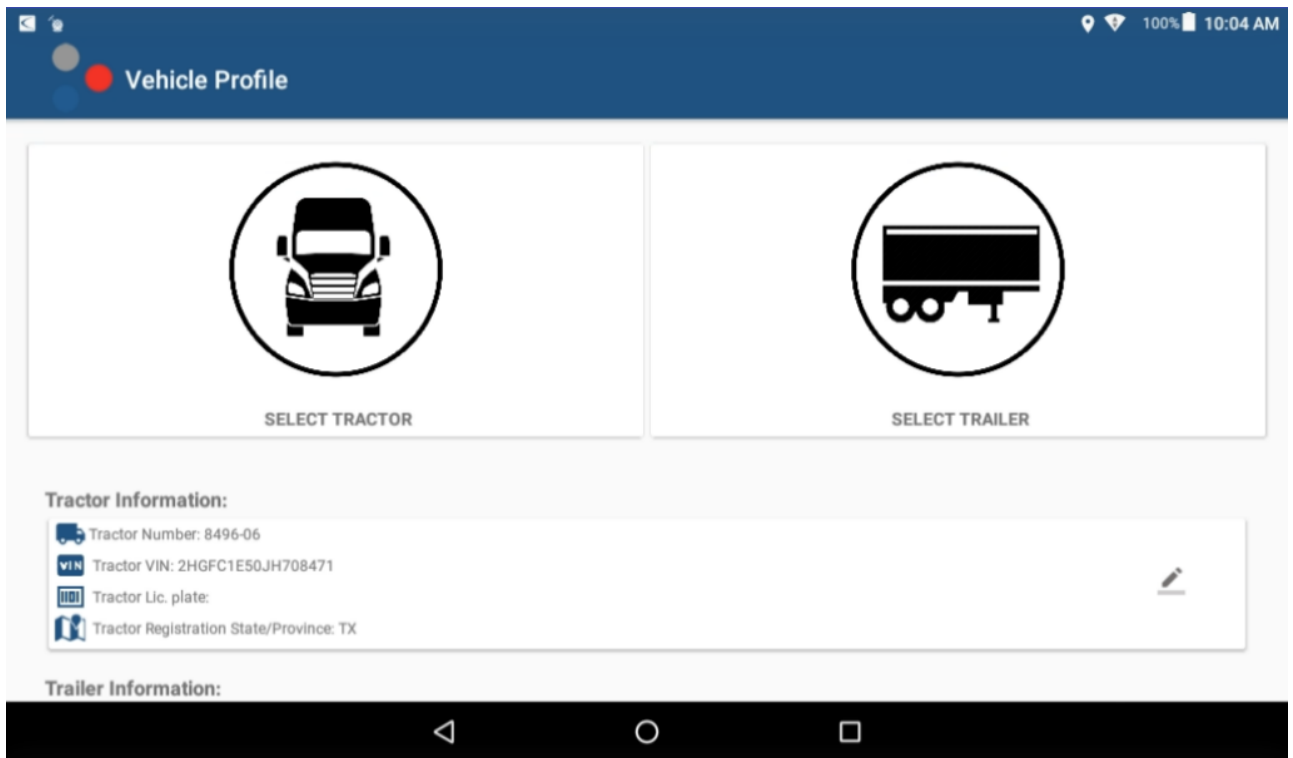 100% 10:04 AM
Vehicle Profile
SELECT TRACTOR
SELECT TRAILER
Tractor Information:
Tractor Number: 8496-06
VIN Tractor VIN: 2HGFC1E50JH708471
Tractor Lic. plate:
Tractor Registration State/Province: TX
Trailer Information: